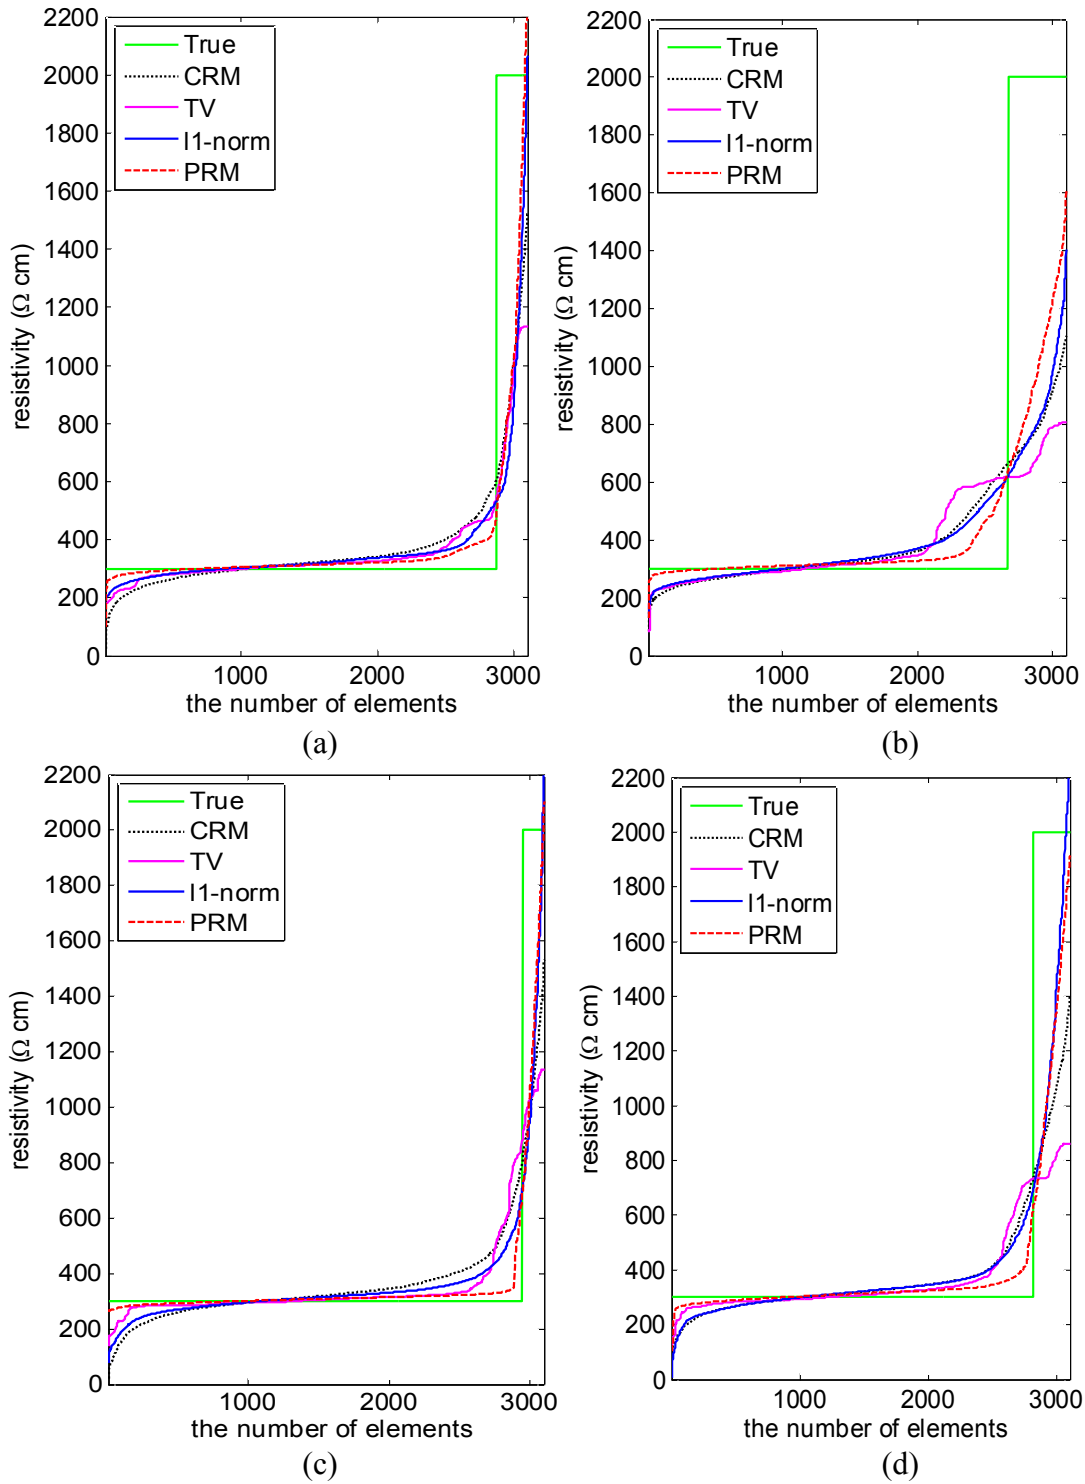 2200
2000
1800
1600
1400
1200
1000
800
600
400
200
0
resistivity (Ω cm)
True
CRM
TV
l1-norm
PRM
1000 2000 3000
the number of elements
(a)
2200
2000
1800
1600
1400
1200
1000
800
600
400
200
0
resistivity (Ω cm)
True
CRM
TV
l1-norm
PRM
1000 2000 3000
the number of elements
(b)
2200
2000
1800
1600
1400
1200
1000
800
600
400
200
0
resistivity (Ω cm)
True
CRM
TV
l1-norm
PRM
1000 2000 3000
the number of elements
(c)
2200
2000
1800
1600
1400
1200
1000
800
600
400
200
0
resistivity (Ω cm)
True
CRM
TV
l1-norm
PRM
1000 2000 3000
the number of elements
(d)